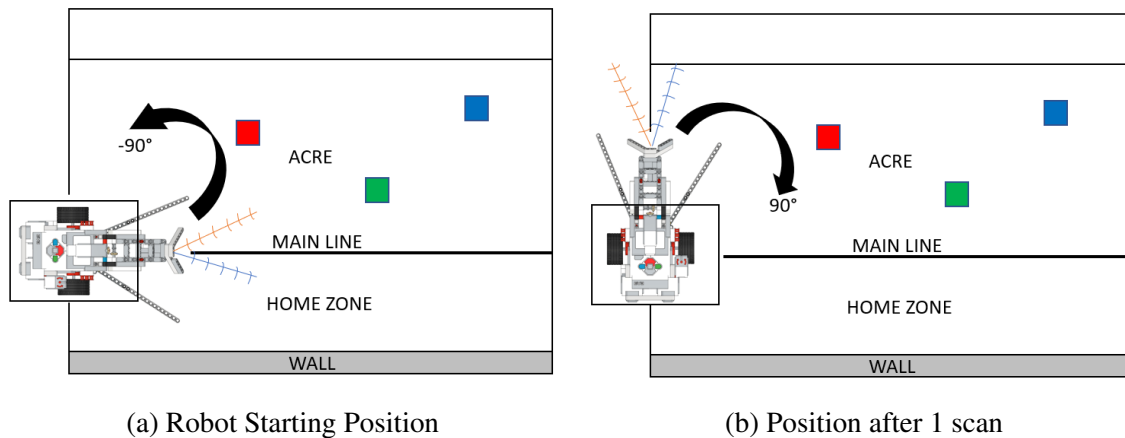 -90°
ACRE
MAIN LINE
HOME ZONE
WALL
(a) Robot Starting Position
90°
ACRE
MAIN LINE
HOME ZONE
WALL
(b) Position after 1 scan